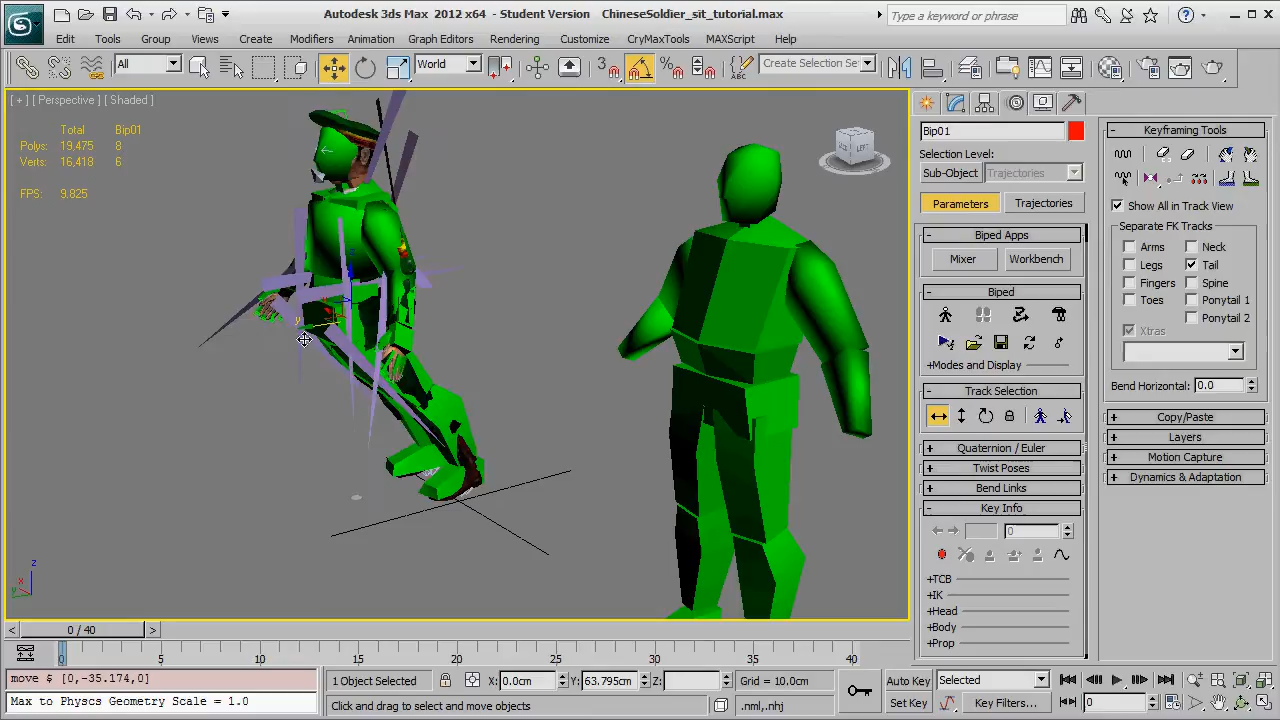 Autodesk 3ds Max 2012 x64 - Student Version ChineseSoldier_sit_tutorial.max
Type a keyword or phrase
Edit Tools Group Views Create Modifiers Animation Graph Editors Rendering Customize CryMaxTools MAXScript Help
All World 3 Create Selection Se
[ + ] [ Perspective ] [ Shaded ]
Total Bip01
Polys: 19,475 8
Verts: 16,418 6
FPS: 9.825
LEFT
y
z
x
y
Bip01
Selection Level:
Sub-Object Trajectories
Parameters Trajectories
Biped Apps
Mixer Workbench
Biped
+Modes and Display
Track Selection
Quaternion / Euler
Twist Poses
Bend Links
Key Info
0
+TCB
+IK
+Head
+Body
+Prop
Keyframing Tools
Show All in Track View
Separate FK Tracks
Arms Neck
Legs Tail
Fingers Spine
Toes Ponytail 1
Ponytail 2
Xtras
Bend Horizontal: 0.0
Copy/Paste
Layers
Motion Capture
Dynamics & Adaptation
< 0 / 40 >
0 5 10 15 20 25 30 35 40
move $ [0,-35.174,0]
Max to Physcs Geometry Scale = 1.0
1 Object Selected X: 0.0cm Y: 63.795cm Z: Grid = 10.0cm
Click and drag to select and move objects .nml,.nhj
Auto Key Selected
Set Key Key Filters... 0